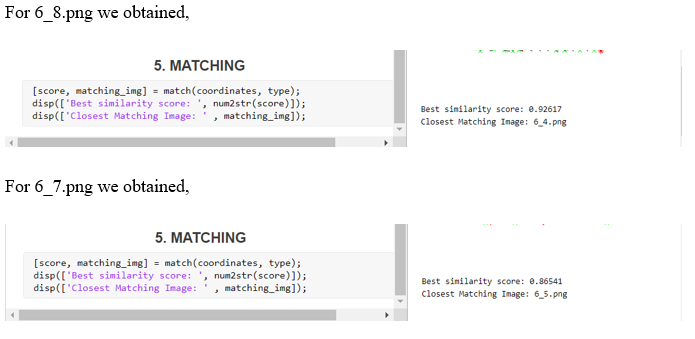 For 6_8.png we obtained,
5. MATCHING
[score, matching_img] = match(coordinates, type);
disp(['Best similarity score: ', num2str(score)]);
disp(['Closest Matching Image: ' , matching_img]);
Best similarity score: 0.92617
Closest Matching Image: 6_4.png
For 6_7.png we obtained,
5. MATCHING
[score, matching_img] = match(coordinates, type);
disp(['Best similarity score: ', num2str(score)]);
disp(['Closest Matching Image: ' , matching_img]);
Best similarity score: 0.86541
Closest Matching Image: 6_5.png